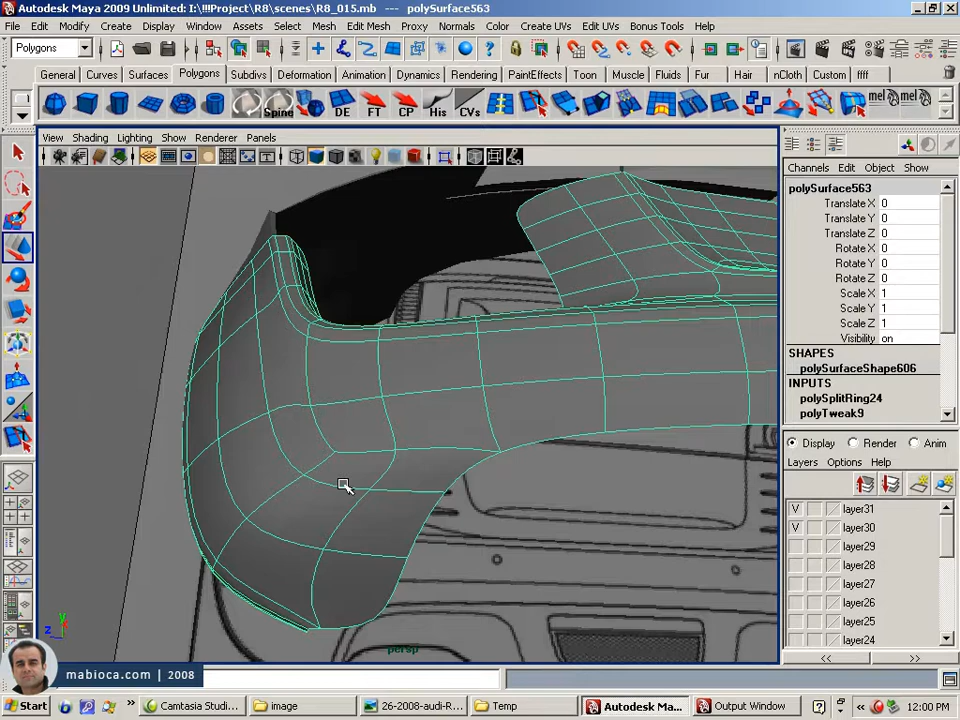 Autodesk Maya 2009 Unlimited: I:\!!!Project\R8\scenes\R8_015.mb   ---   polySurface563
File Edit Modify Create Display Window Assets Select Mesh Edit Mesh Proxy Normals Color Create UVs Edit UVs Bonus Tools Help
Polygons
General Curves Surfaces Polygons Subdivs Deformation Animation Dynamics Rendering PaintEffects Toon Muscle Fluids Fur Hair nCloth Custom ffff
Spine DE FT CP His CVs mel mel
View Shading Lighting Show Renderer Panels
Channels Edit Object Show
polySurface563
Translate X 0
Translate Y 0
Translate Z 0
Rotate X 0
Rotate Y 0
Rotate Z 0
Scale X 1
Scale Y 1
Scale Z 1
Visibility on
SHAPES
polySurfaceShape606
INPUTS
polySplitRing24
polyTweak9
Display Render Anim
Layers Options Help
V layer31
V layer30
layer29
layer28
layer27
layer26
layer25
layer24
y
z
persp
mabioca.com | 2008
<< >>
Start Camtasia Studi... image 26-2008-audi-R... Temp Autodesk Ma... Output Window 12:00 PM